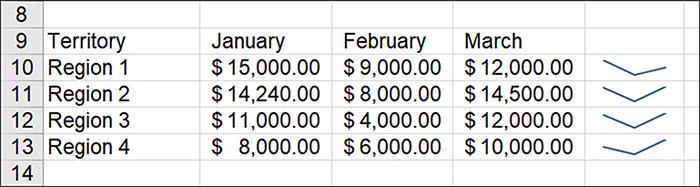 8
9 Territory January February March
10 Region 1 $ 15,000.00 $ 9,000.00 $ 12,000.00
11 Region 2 $ 14,240.00 $ 8,000.00 $ 14,500.00
12 Region 3 $ 11,000.00 $ 4,000.00 $ 12,000.00
13 Region 4 $ 8,000.00 $ 6,000.00 $ 10,000.00
14